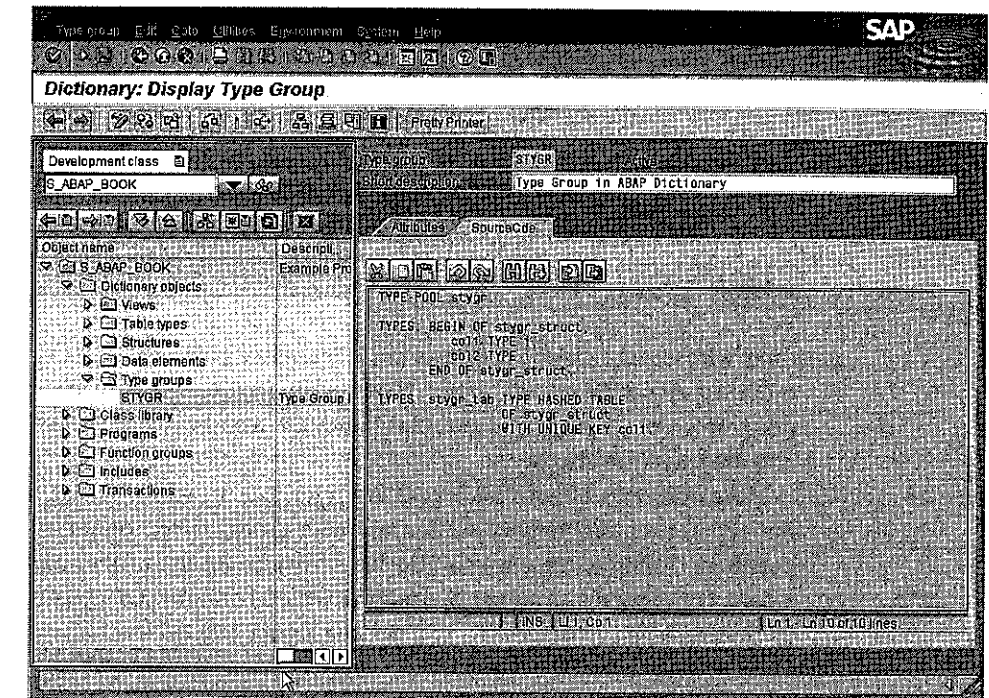 Type group Edit Goto Utilities Environment System Help
SAP
Dictionary: Display Type Group
Pretty Printer
Development class
S_ABAP_BOOK
Type group STYGR
Short description Type Group in ABAP Dictionary
Attributes SourceCde
Object name Descripti
S_ABAP_BOOK Example Pro
Dictionary objects
Views
Table types
Structures
Data elements
Type groups
STYGR Type Group i
Class library
Programs
Function groups
Includes
Transactions
TYPE-POOL stygr.
TYPES: BEGIN OF stygr_struct,
col1 TYPE i,
col2 TYPE i,
END OF stygr_struct.
TYPES stygr_tab TYPE HASHED TABLE
OF stygr_struct
WITH UNIQUE KEY col1.
INS Co 1 Ln 1 - Ln 10 of 10 lines